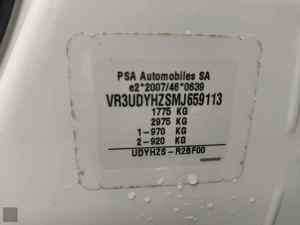 PSA Automobiles SA
e2*2007/46*0639
VR3UDYHZSMJ659113
1775 KG
2975 KG
1-970 KG
2-920 KG
UDYHZS-R2BF00